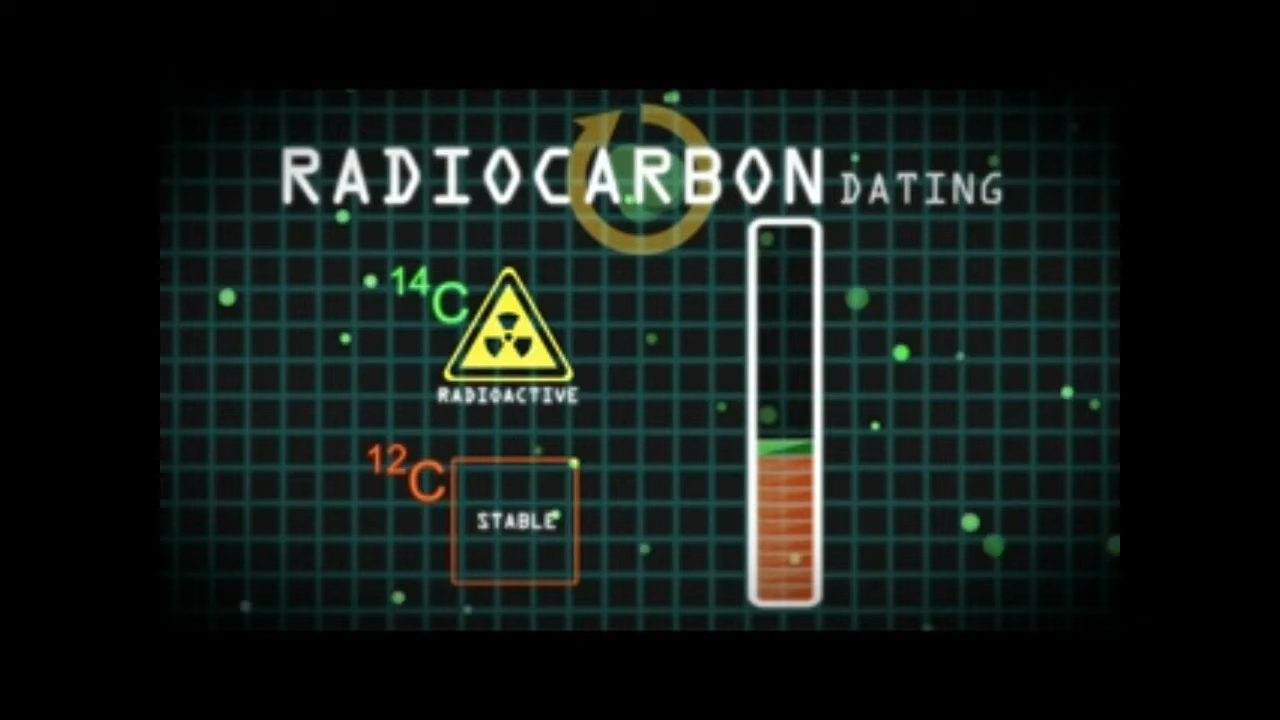 RADIOCARBON DATING
14C
RADIOACTIVE
12C
STABLE